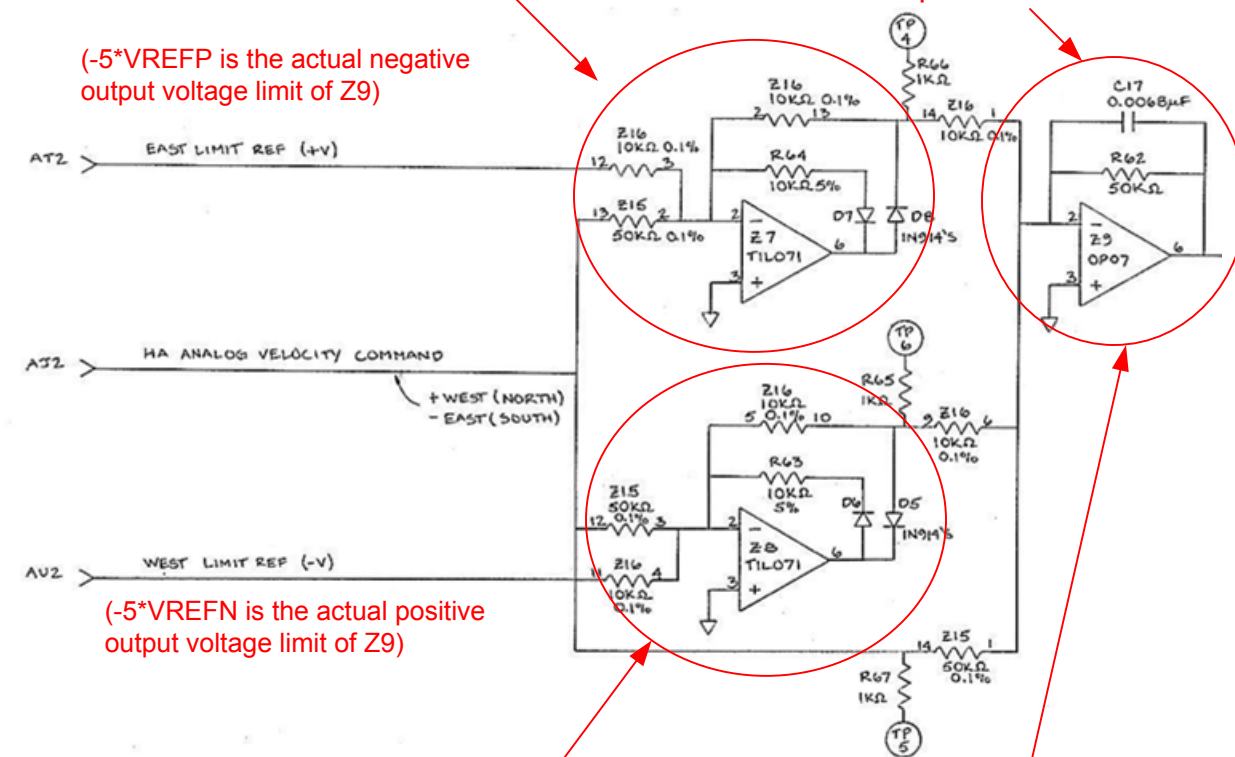 (-5*VREFP is the actual negative
output voltage limit of Z9)
TP
4
R66
1KΩ
Z16
10KΩ 0.1%
2 13
14 Z16 1
10KΩ 0.1%
C17
0.0068µF
R62
50KΩ
AT2
EAST LIMIT REF (+V)
Z16
10KΩ 0.1%
12 3
R64
10KΩ 5%
13 Z15 2
50KΩ 0.1%
D7
D8
1N914'S
2
Z7
TIL071
6
3
2
Z9
OP07
6
3
AJ2
HA ANALOG VELOCITY COMMAND
+ WEST (NORTH)
- EAST (SOUTH)
TP
6
R65
1KΩ
Z16
10KΩ
5 0.1% 10
9 Z16 6
10KΩ
0.1%
R63
10KΩ
5%
D6
D5
1N914'S
Z15
50KΩ
0.1%
12 3
2
Z8
TIL071
6
3
AU2
WEST LIMIT REF (-V)
11 Z16 4
10KΩ
0.1%
(-5*VREFN is the actual positive
output voltage limit of Z9)
14 Z15 1
50KΩ
0.1%
R67
1KΩ
TP
5